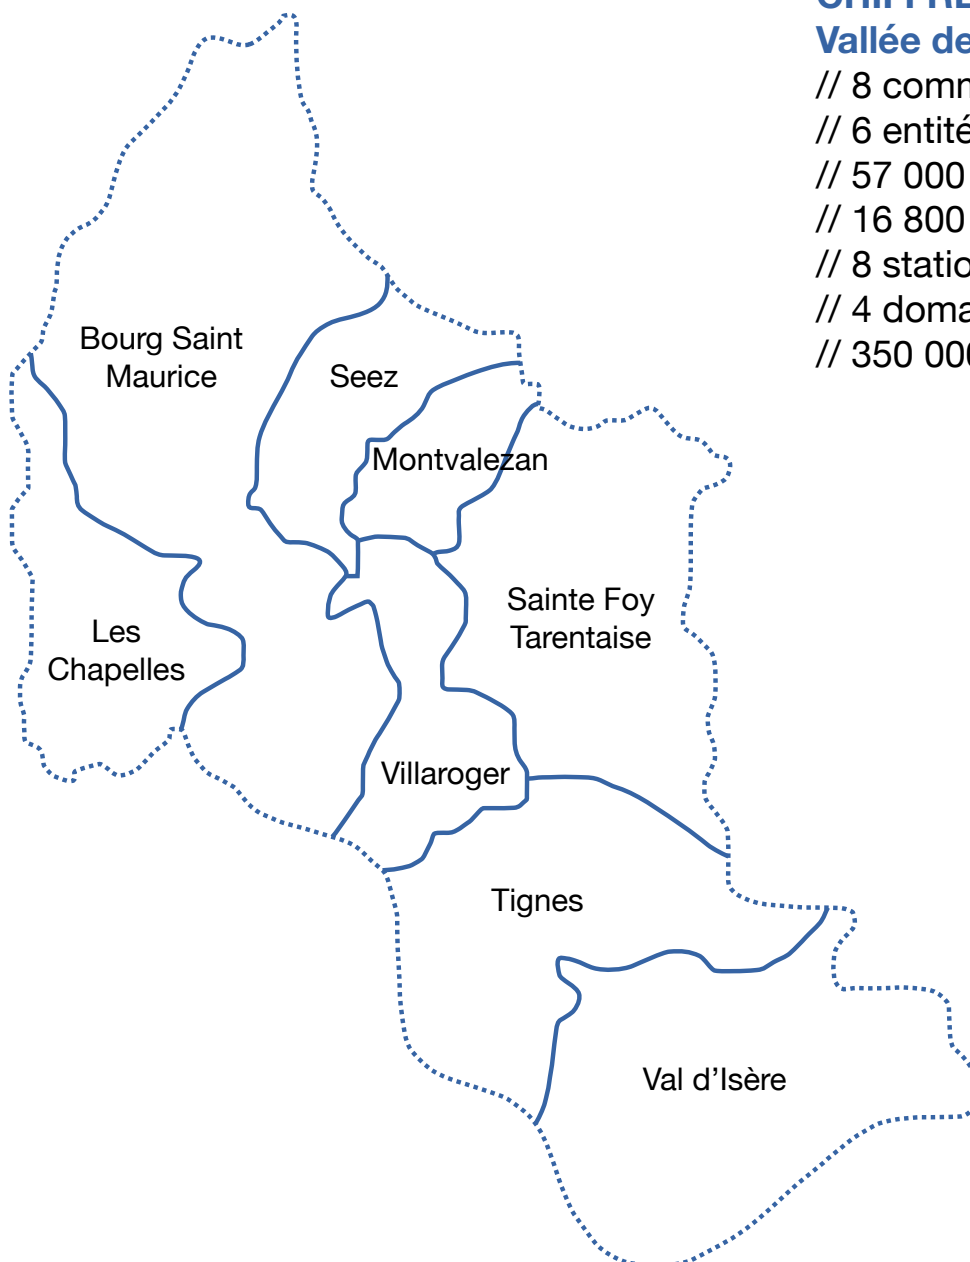 Vallée de
// 8 comm
// 6 entité
// 57 000
// 16 800
// 8 statio
// 4 doma
// 350 000
Bourg Saint
Maurice
Seez
Montvalezan
Sainte Foy
Tarentaise
Les
Chapelles
Villaroger
Tignes
Val d’Isère